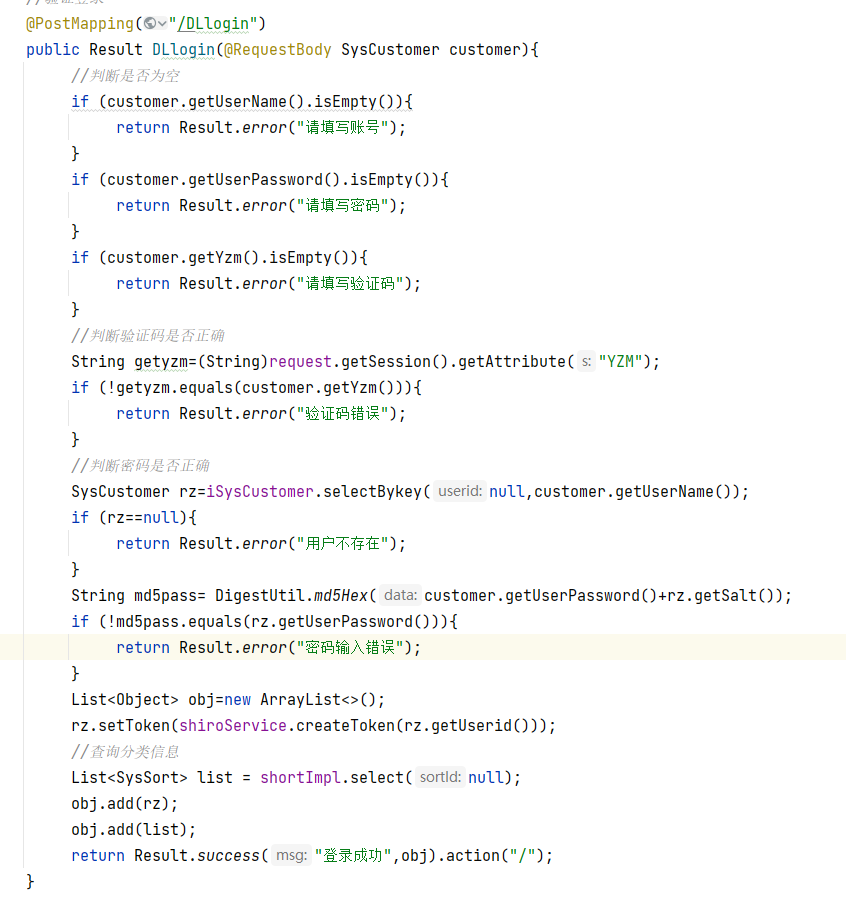 //验证登录
@PostMapping("/DLlogin")
public Result DLlogin(@RequestBody SysCustomer customer){
//判断是否为空
if (customer.getUserName().isEmpty()){
return Result.error("请填写账号");
}
if (customer.getUserPassword().isEmpty()){
return Result.error("请填写密码");
}
if (customer.getYzm().isEmpty()){
return Result.error("请填写验证码");
}
//判断验证码是否正确
String getyzm=(String)request.getSession().getAttribute( s: "YZM");
if (!getyzm.equals(customer.getYzm())){
return Result.error("验证码错误");
}
//判断密码是否正确
SysCustomer rz=iSysCustomer.selectBykey( userid: null,customer.getUserName());
if (rz==null){
return Result.error("用户不存在");
}
String md5pass= DigestUtil.md5Hex( data: customer.getUserPassword()+rz.getSalt());
if (!md5pass.equals(rz.getUserPassword())){
return Result.error("密码输入错误");
}
List<Object> obj=new ArrayList<>();
rz.setToken(shiroService.createToken(rz.getUserid()));
//查询分类信息
List<SysSort> list = shortImpl.select( sortId: null);
obj.add(rz);
obj.add(list);
return Result.success( msg: "登录成功",obj).action("/");
}